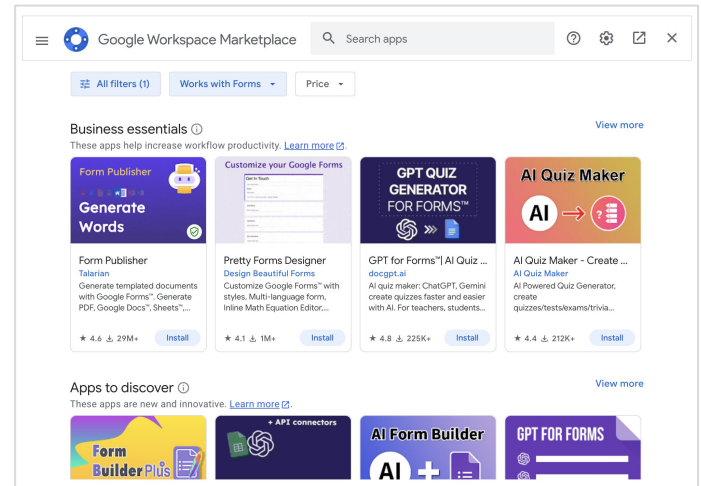 Google Workspace Marketplace
Search apps
All filters (1)
Works with Forms
Price
Business essentials
View more
These apps help increase workflow productivity. Learn more.
Form Publisher
Generate
Words
Customize your Google Forms
Get In Touch
GPT QUIZ
GENERATOR
FOR FORMS™
AI Quiz Maker
AI
?
Form Publisher
Talarian
Generate templated documents
with Google Forms™. Generate
PDF, Google Docs™, Sheets™,...
★ 4.6 29M+ Install
Pretty Forms Designer
Design Beautiful Forms
Customize Google Forms™ with
styles, Multi-language form,
Inline Math Equation Editor,...
★ 4.1 1M+ Install
GPT for Forms™| AI Quiz ...
docgpt.ai
AI quiz maker: ChatGPT, Gemini
create quizzes faster and easier
with AI. For teachers, students...
★ 4.8 225K+ Install
AI Quiz Maker - Create ...
AI Quiz Maker
AI Powered Quiz Generator,
create
quizzes/tests/exams/trivia...
★ 4.4 212K+ Install
Apps to discover
View more
These apps are new and innovative. Learn more.
Form
Builder Plus
+ API connectors
AI Form Builder
AI +
GPT FOR FORMS